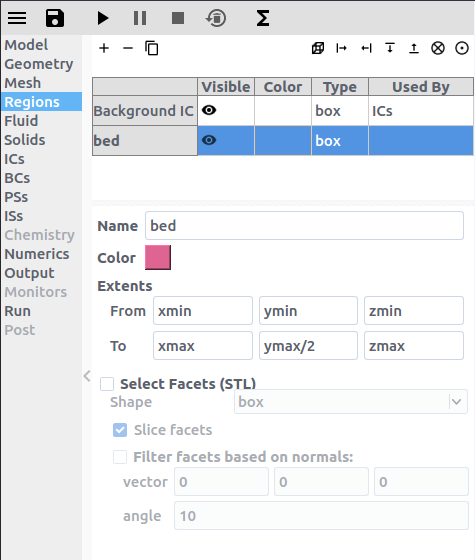 Model
Geometry
Mesh
Regions
Fluid
Solids
ICs
BCs
PSs
ISs
Chemistry
Numerics
Output
Monitors
Run
Post
Visible Color Type Used By
Background IC box ICs
bed box
Name bed
Color
Extents
From xmin ymin zmin
To xmax ymax/2 zmax
Select Facets (STL)
Shape box
Slice facets
Filter facets based on normals:
vector 0 0 0
angle 10